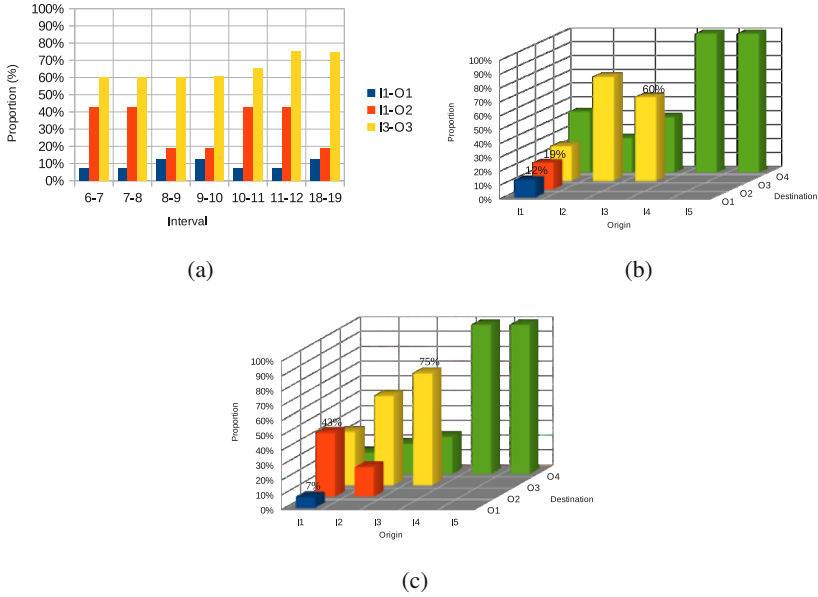 100%
90%
80%
70%
60%
50%
40%
30%
20%
10%
0%
Proportion (%)
6-7 7-8 8-9 9-10 10-11 11-12 18-19
Interval
I1-O1
I1-O2
I3-O3
(a)
100%
90%
80%
70%
60%
50%
40%
30%
20%
10%
0%
Proportion
60%
19%
12%
I1 I2 I3 I4 I5
Origin
O1
O2
O3
O4
Destination
(b)
100%
90%
80%
70%
60%
50%
40%
30%
20%
10%
0%
Proportion
75%
43%
7%
I1 I2 I3 I4 I5
Origin
O1
O2
O3
O4
Destination
(c)